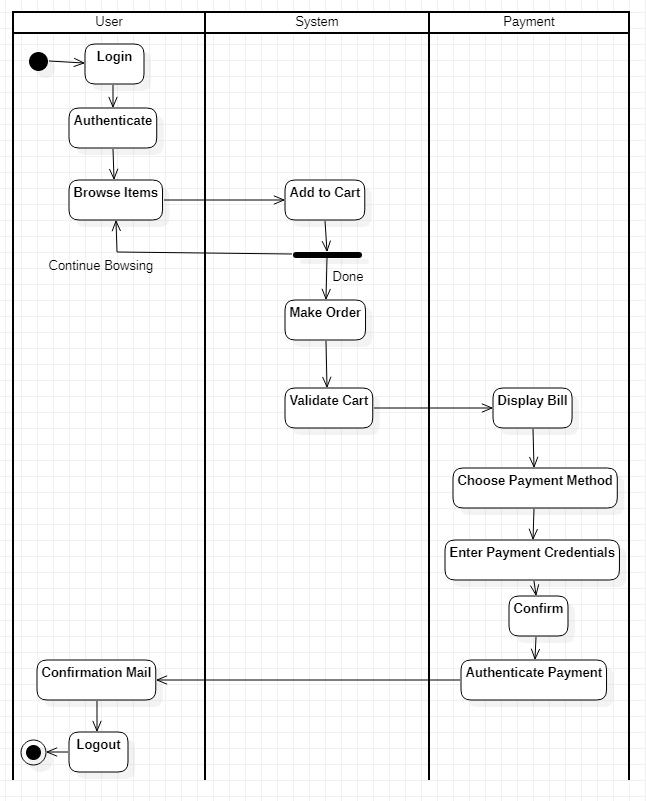 User
System
Payment
Login
Authenticate
Browse Items
Add to Cart
Continue Bowsing
Done
Make Order
Validate Cart
Display Bill
Choose Payment Method
Enter Payment Credentials
Confirm
Authenticate Payment
Confirmation Mail
Logout